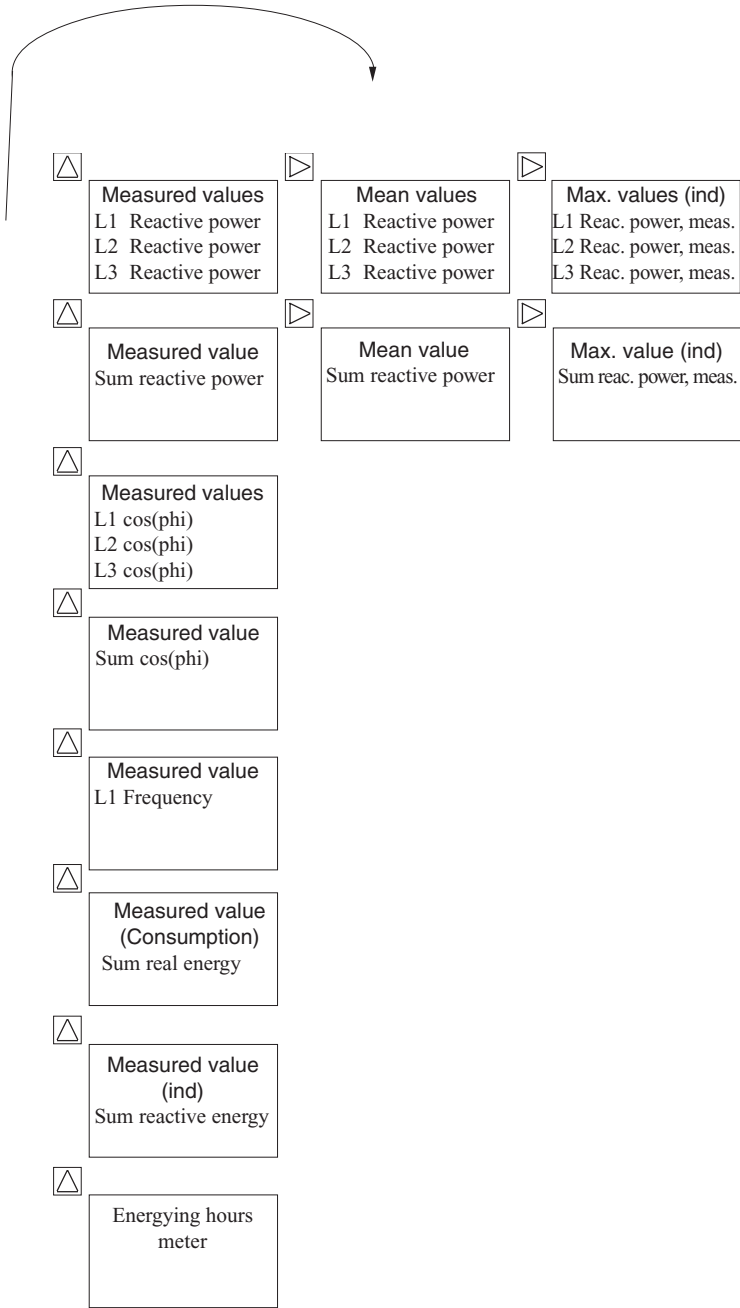 Measured values
L1 Reactive power
L2 Reactive power
L3 Reactive power
Mean values
L1 Reactive power
L2 Reactive power
L3 Reactive power
Max. values (ind)
L1 Reac. power, meas.
L2 Reac. power, meas.
L3 Reac. power, meas.
Measured value
Sum reactive power
Mean value
Sum reactive power
Max. value (ind)
Sum reac. power, meas.
Measured values
L1 cos(phi)
L2 cos(phi)
L3 cos(phi)
Measured value
Sum cos(phi)
Measured value
L1 Frequency
Measured value
(Consumption)
Sum real energy
Measured value
(ind)
Sum reactive energy
Energying hours
meter